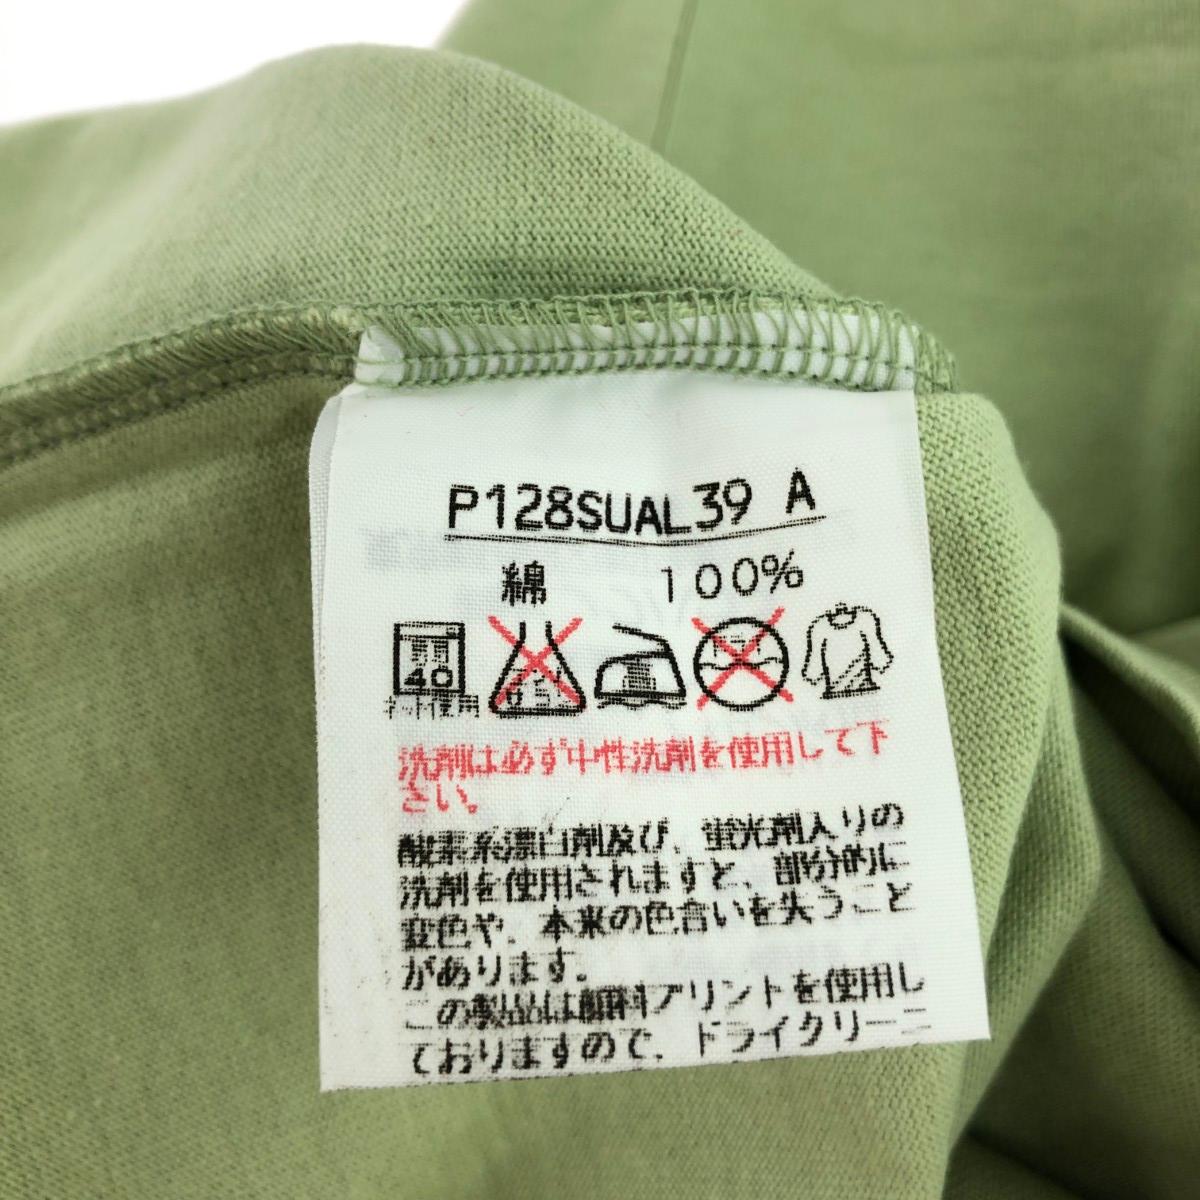 P128SUAL39 A
綿 100%
弱 40
ネット使用
洗剤は必ず中性洗剤を使用して下
さい。
酸素系漂白剤及び、蛍光剤入りの
洗剤を使用されますと、部分的に
変色や、本来の色合いを失うこと
があります。
この製品は顔料プリントを使用し
ておりますので、ドライクリーニ